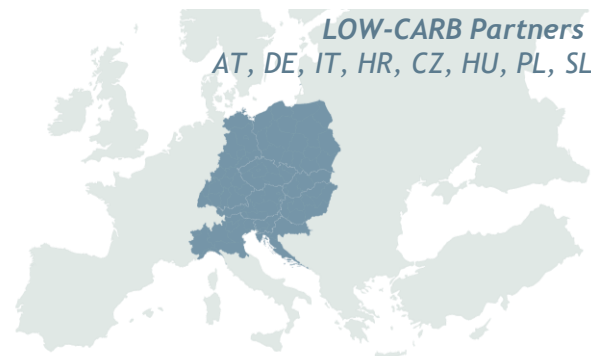 LOW-CARB Partners
AT, DE, IT, HR, CZ, HU, PL, SL